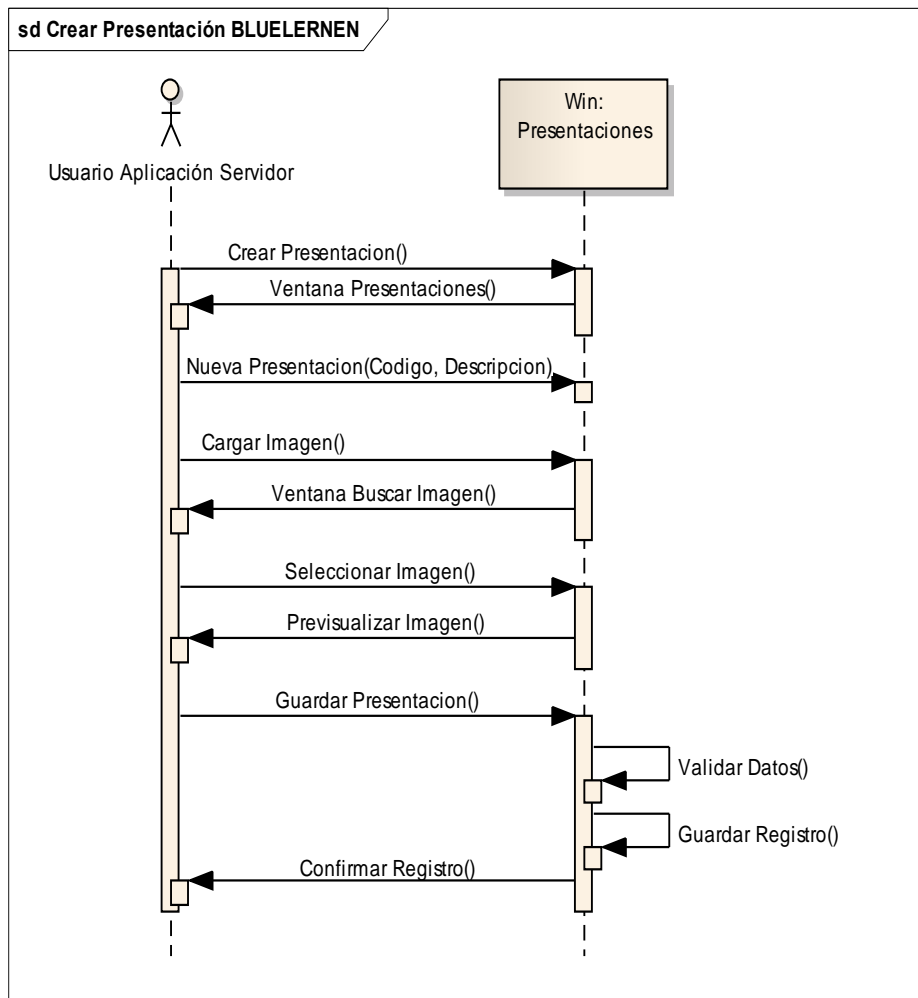 sd Crear Presentación BLUELERNEN
Win:
Presentaciones
Usuario Aplicación Servidor
Crear Presentacion()
Ventana Presentaciones()
Nueva Presentacion(Codigo, Descripcion)
Cargar Imagen()
Ventana Buscar Imagen()
Seleccionar Imagen()
Previsualizar Imagen()
Guardar Presentacion()
Validar Datos()
Guardar Registro()
Confirmar Registro()